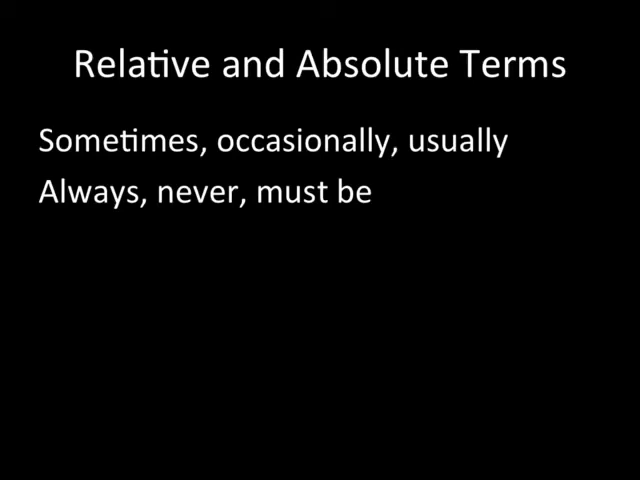 Relative and Absolute Terms
Sometimes, occasionally, usually
Always, never, must be